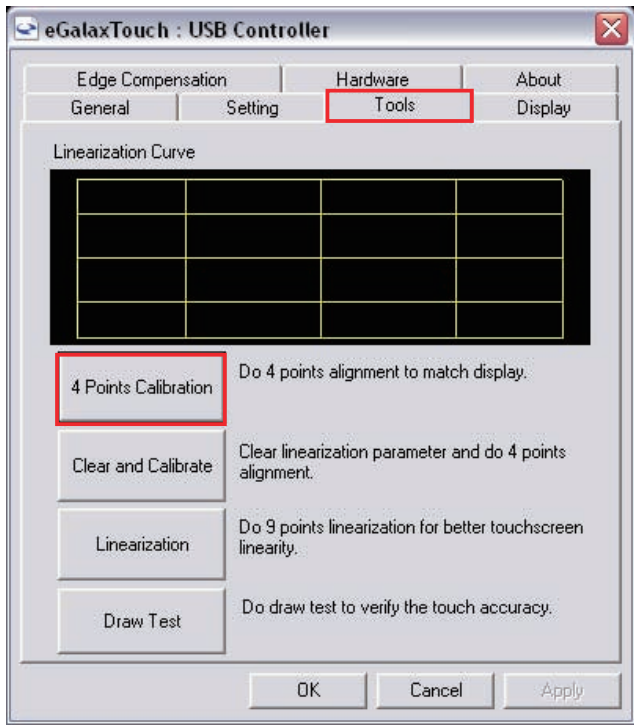 eGalaxTouch : USB Controller
Edge Compensation Hardware About
General Setting Tools Display
Linearization Curve
4 Points Calibration
Do 4 points alignment to match display.
Clear and Calibrate
Clear linearization parameter and do 4 points
alignment.
Linearization
Do 9 points linearization for better touchscreen
linearity.
Draw Test
Do draw test to verify the touch accuracy.
OK Cancel Apply